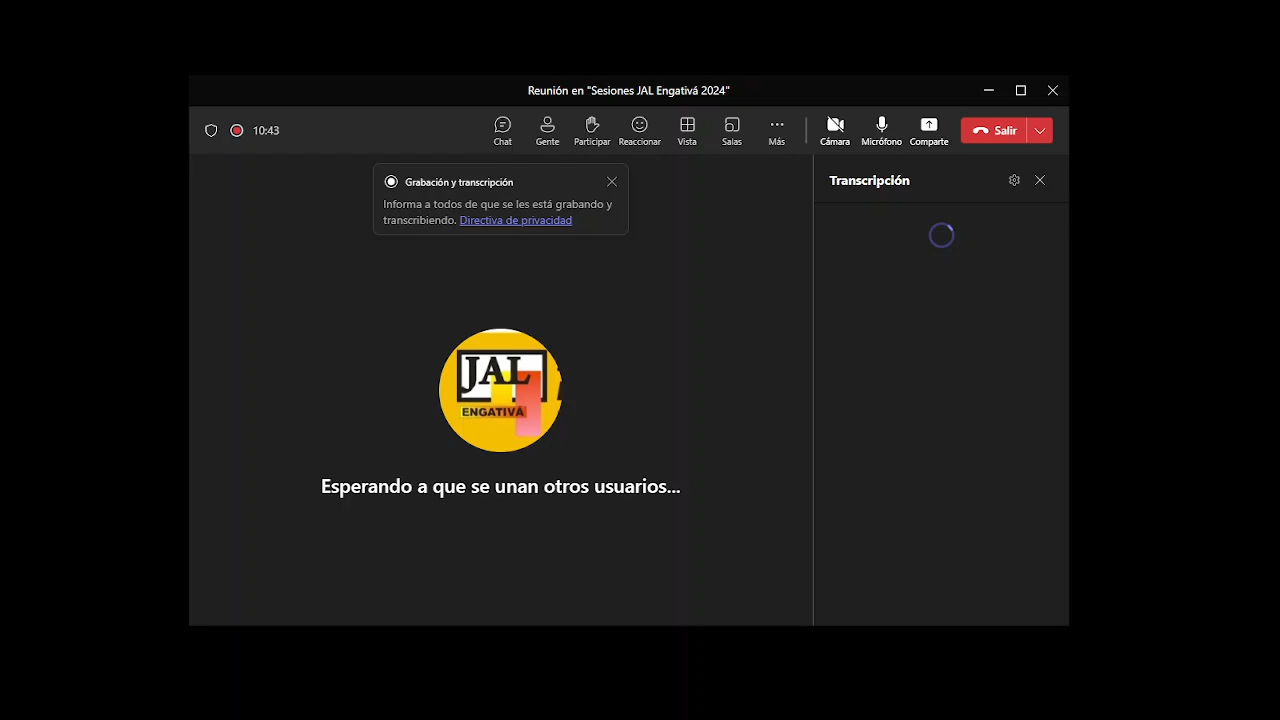 Reunión en "Sesiones JAL Engativá 2024"
10:43
Chat
Gente
Participar
Reaccionar
Vista
Salas
Más
Cámara
Micrófono
Comparte
Salir
Grabación y transcripción
Informa a todos de que se les está grabando y
transcribiendo. Directiva de privacidad
Transcripción
JAL
ENGATIVÁ
Esperando a que se unan otros usuarios...